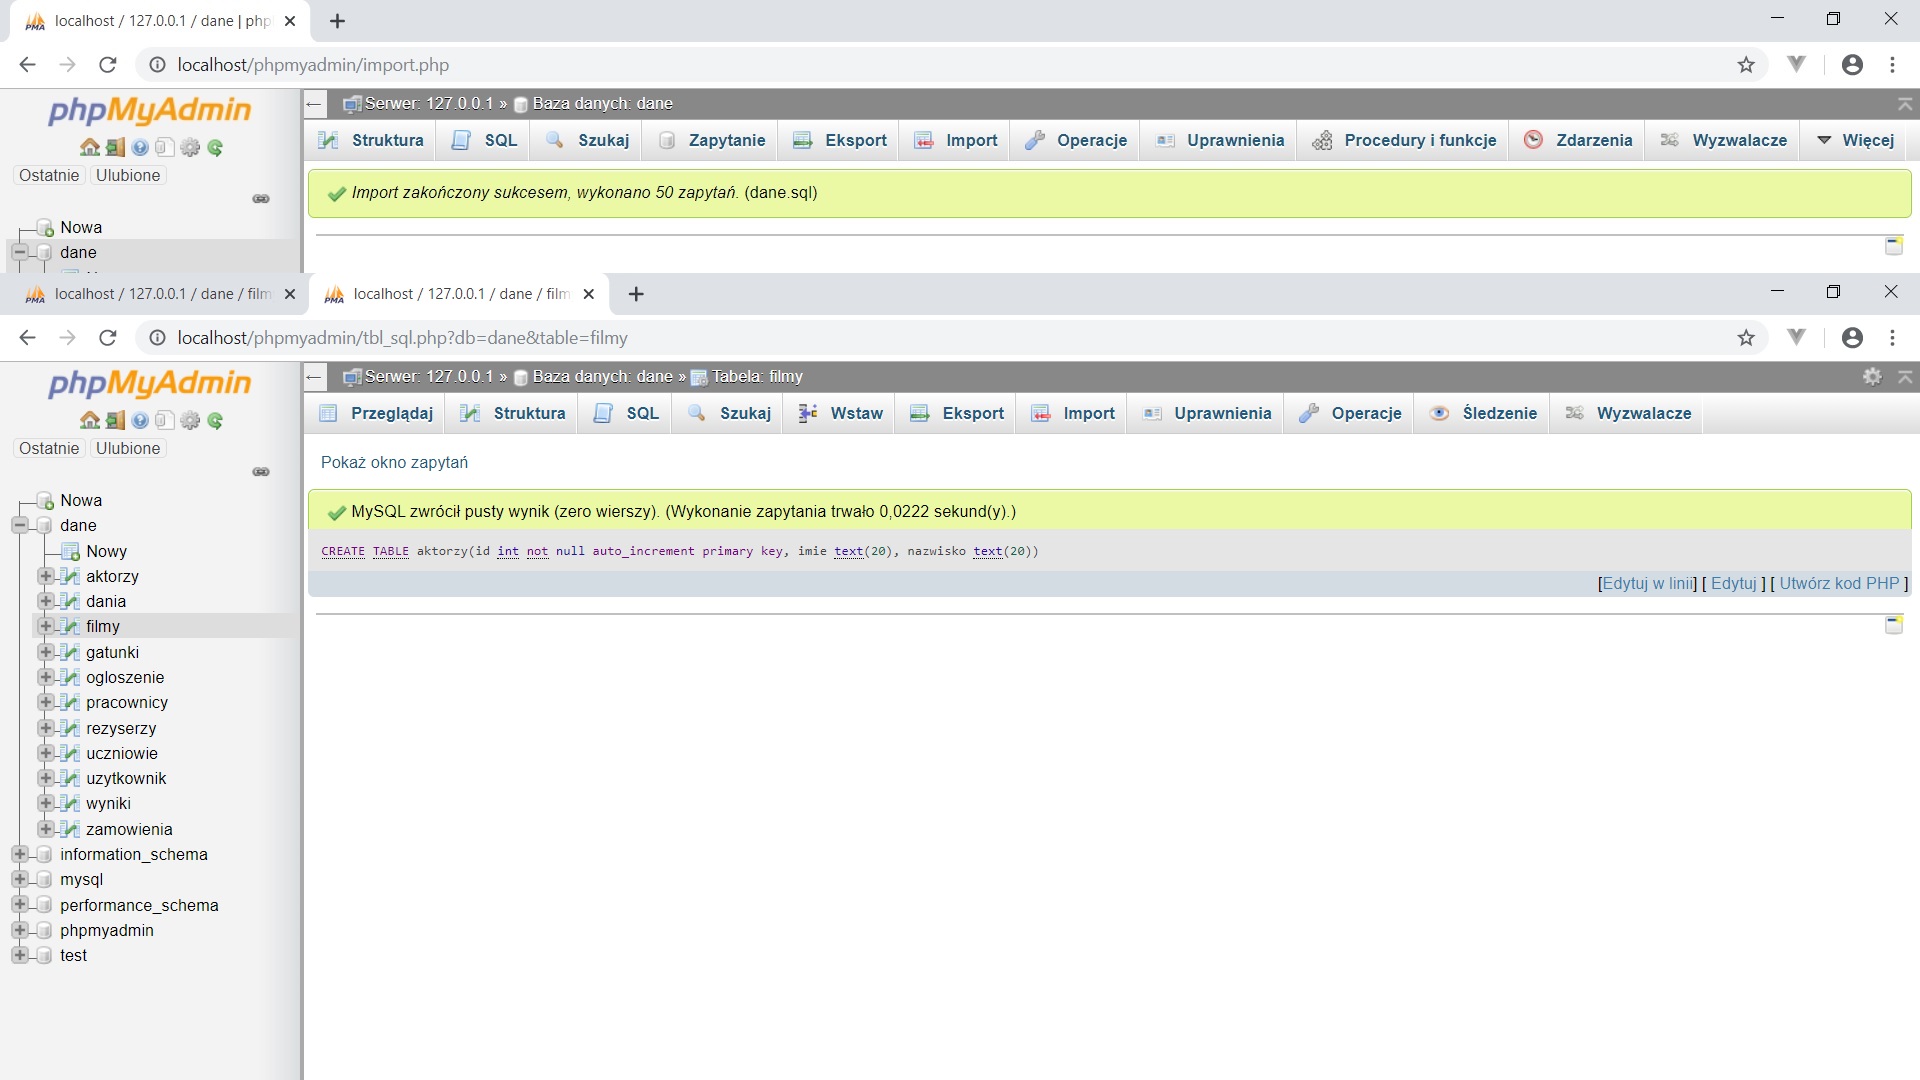 localhost / 127.0.0.1 / dane | php
localhost/phpmyadmin/import.php
phpMyAdmin
Ostatnie Ulubione
Nowa
dane
Serwer: 127.0.0.1 » Baza danych: dane
Struktura SQL Szukaj Zapytanie Eksport Import Operacje Uprawnienia Procedury i funkcje Zdarzenia Wyzwalacze Więcej
Import zakończony sukcesem, wykonano 50 zapytań. (dane.sql)
localhost / 127.0.0.1 / dane / film localhost / 127.0.0.1 / dane / film
localhost/phpmyadmin/tbl_sql.php?db=dane&table=filmy
phpMyAdmin
Ostatnie Ulubione
Nowa
dane
Nowy
aktorzy
dania
filmy
gatunki
ogloszenie
pracownicy
rezyserzy
uczniowie
uzytkownik
wyniki
zamowienia
information_schema
mysql
performance_schema
phpmyadmin
test
Serwer: 127.0.0.1 » Baza danych: dane » Tabela: filmy
Przeglądaj Struktura SQL Szukaj Wstaw Eksport Import Uprawnienia Operacje Śledzenie Wyzwalacze
Pokaż okno zapytań
MySQL zwrócił pusty wynik (zero wierszy). (Wykonanie zapytania trwało 0,0222 sekund(y).)
CREATE TABLE aktorzy(id int not null auto_increment primary key, imie text(20), nazwisko text(20))
[Edytuj w linii] [ Edytuj ] [ Utwórz kod PHP ]